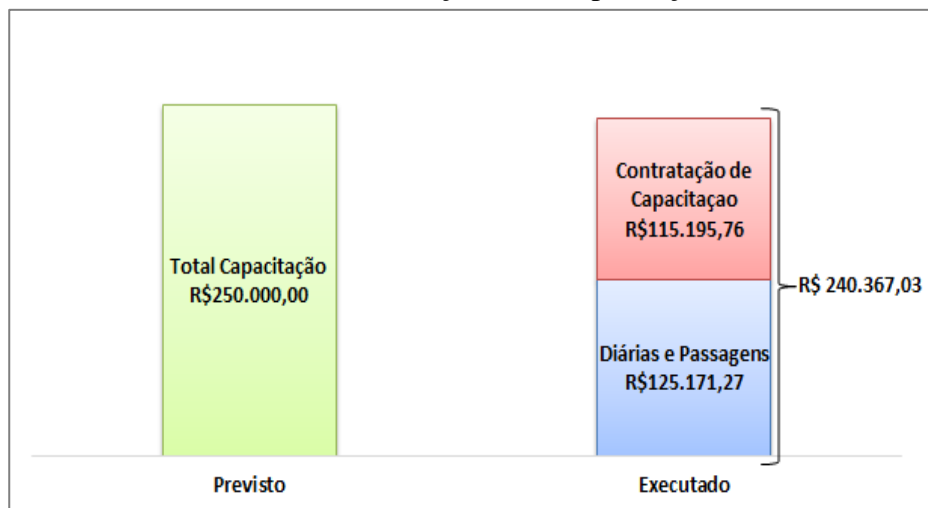 Total Capacitação
R$250.000,00
Contratação de
Capacitaçao
R$115.195,76
Diárias e Passagens
R$125.171,27
R$ 240.367,03
Previsto
Executado